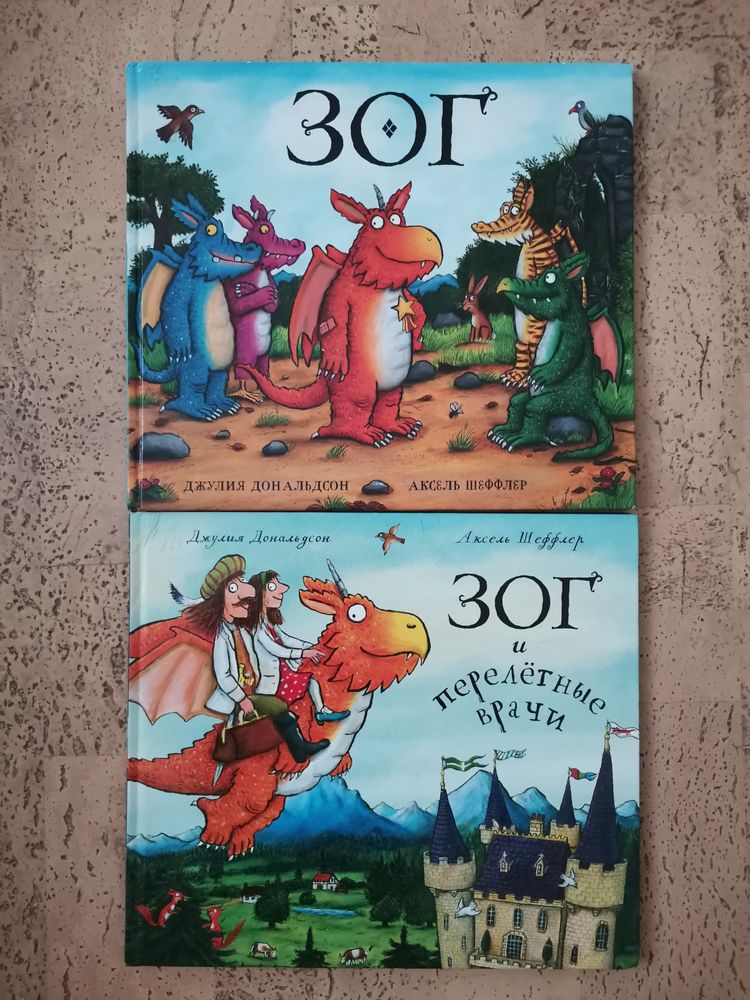 ЗОГ
ДЖУЛИЯ ДОНАЛЬДСОН АКСЕЛЬ ШЕФФЛЕР
Джулия Дональдсон Аксель Шеффлер
ЗОГ
и
перелётные
врачи